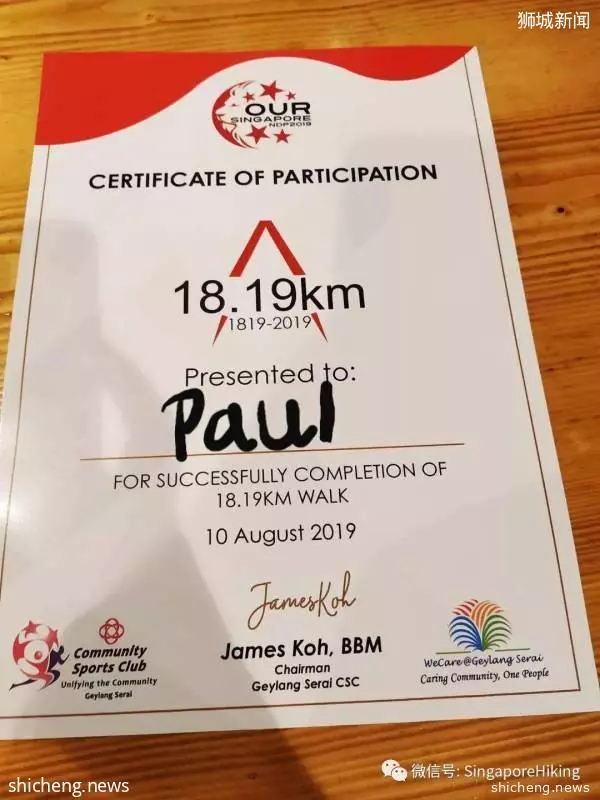 狮城新闻
OUR
SINGAPORE
NDP2019
CERTIFICATE OF PARTICIPATION
18.19km
1819-2019
Presented to:
Paul
FOR SUCCESSFULLY COMPLETION OF
18.19KM WALK
10 August 2019
JamesKoh
James Koh, BBM
Chairman
Geylang Serai CSC
Community
Sports Club
Unifying the Community
Geylang Serai
WeCare@Geylang Serai
Caring Community, One People
微信号: SingaporeHiking
shicheng.news
shicheng.news